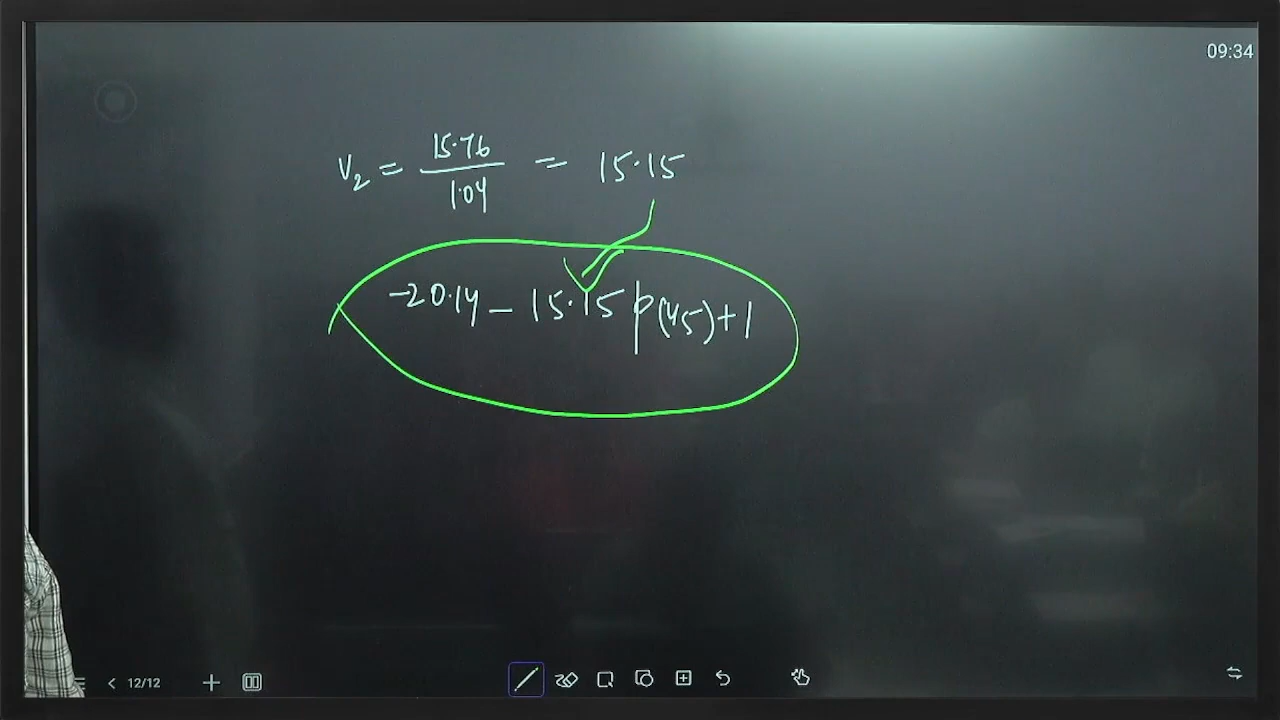 09:34
V₂ = 15.76 / 1.04 = 15.15
-20.14 - 15.15 p(45)+1
12/12